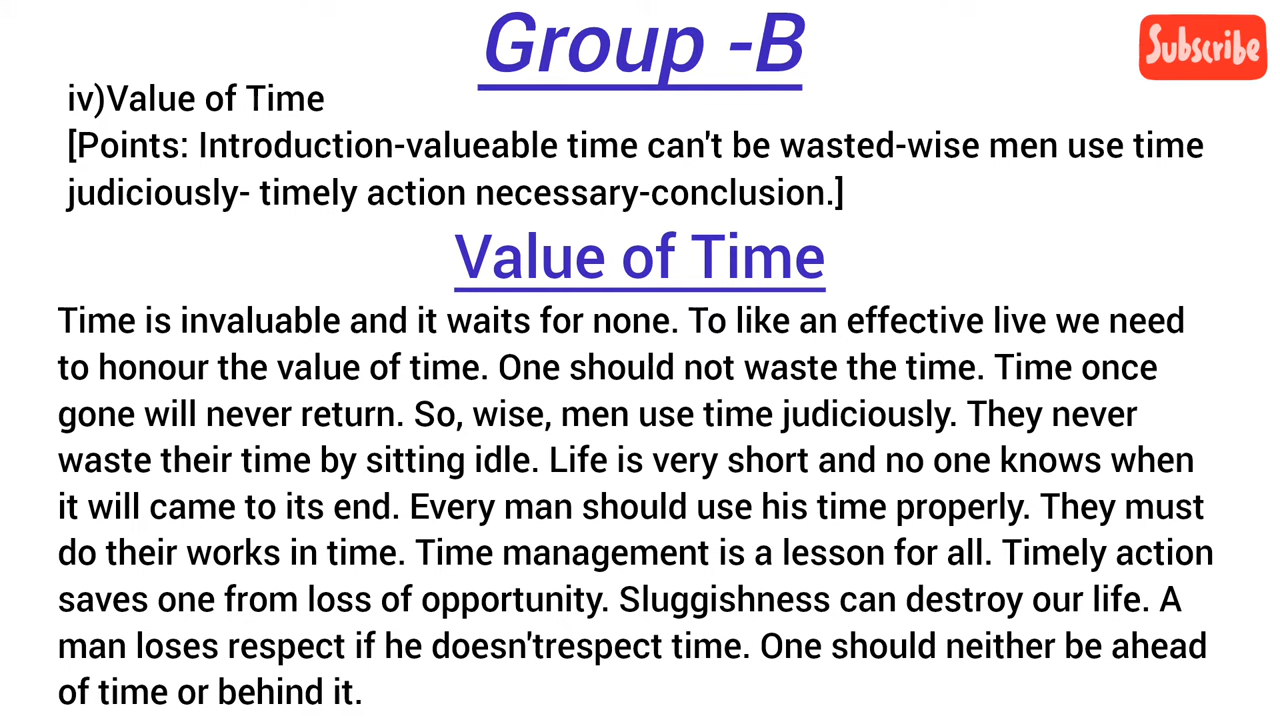 Group -B
Subscribe
iv)Value of Time
[Points: Introduction-valueable time can't be wasted-wise men use time
judiciously- timely action necessary-conclusion.]
Value of Time
Time is invaluable and it waits for none. To like an effective live we need
to honour the value of time. One should not waste the time. Time once
gone will never return. So, wise, men use time judiciously. They never
waste their time by sitting idle. Life is very short and no one knows when
it will came to its end. Every man should use his time properly. They must
do their works in time. Time management is a lesson for all. Timely action
saves one from loss of opportunity. Sluggishness can destroy our life. A
man loses respect if he doesn'trespect time. One should neither be ahead
of time or behind it.